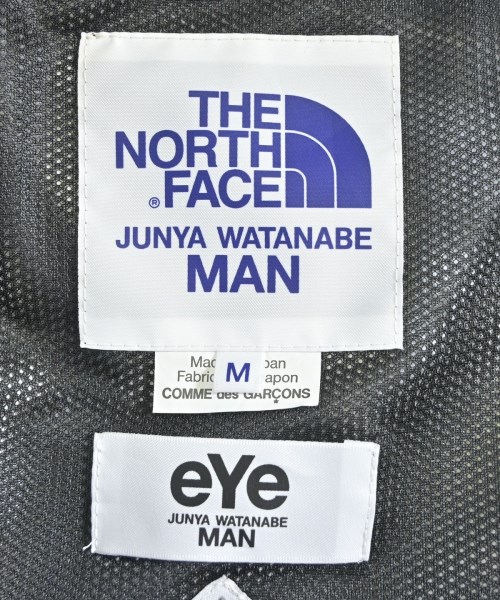 THE
NORTH
FACE
®
JUNYA WATANABE
MAN
M
COMME des GARÇONS
eYe
JUNYA WATANABE
MAN